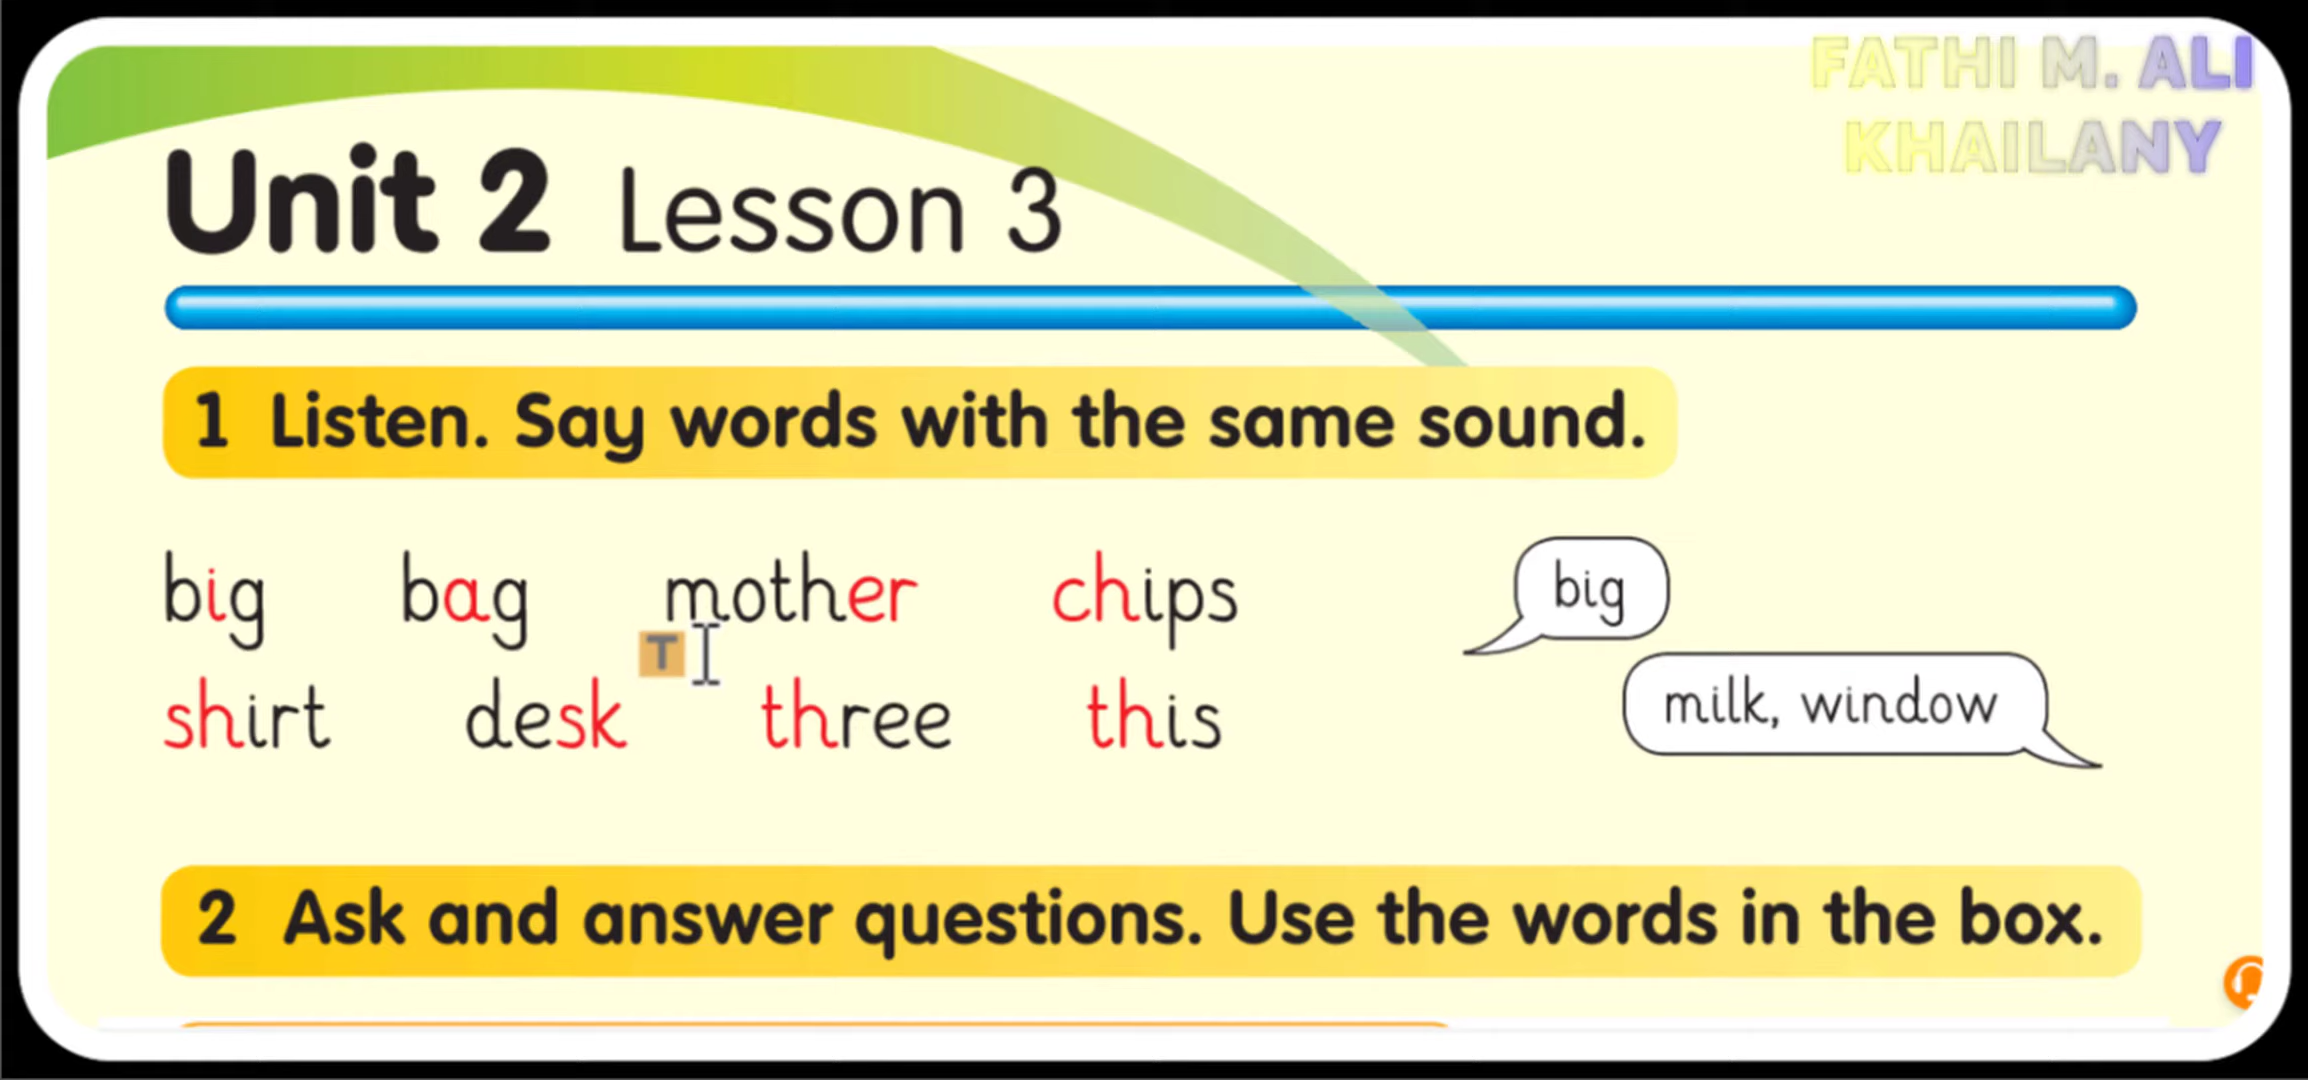 FATHI M. ALI
KHAILANY
Unit 2 Lesson 3
1 Listen. Say words with the same sound.
big bag mother chips
big
T
milk, window
shirt desk three this
2 Ask and answer questions. Use the words in the box.